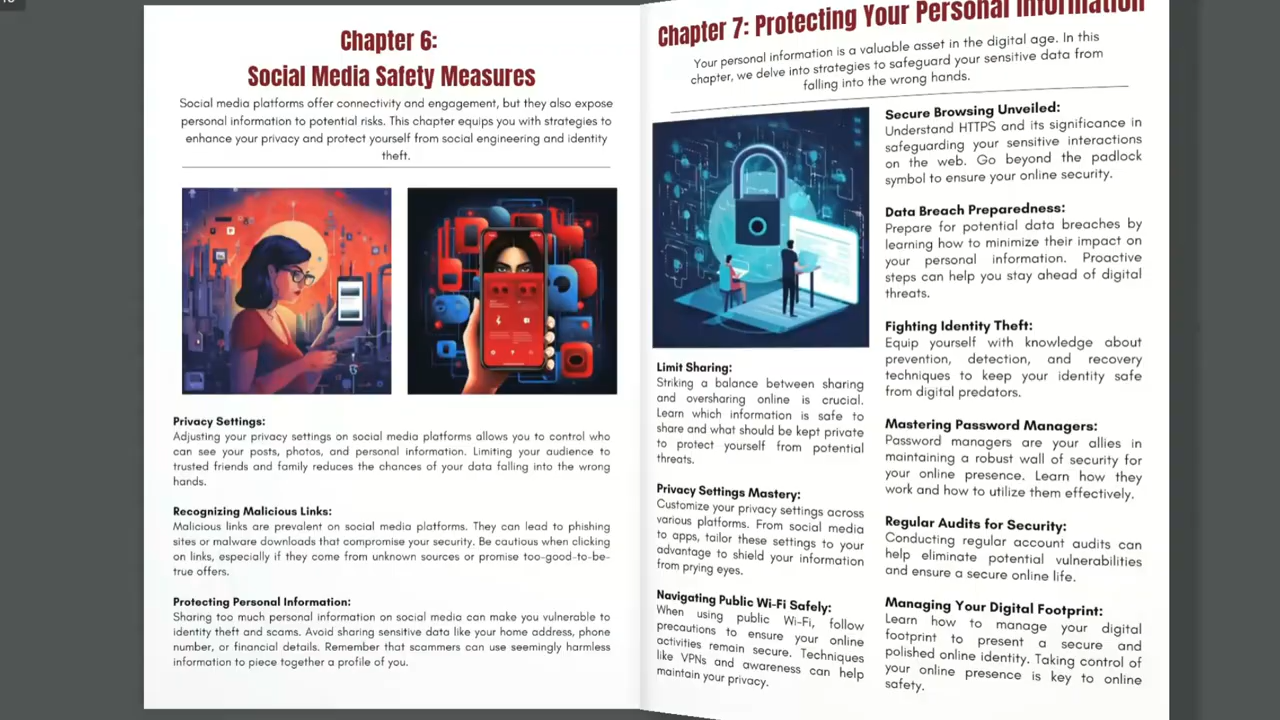 Chapter 6:
Social Media Safety Measures
Social media platforms offer connectivity and engagement, but they also expose
personal information to potential risks. This chapter equips you with strategies to
enhance your privacy and protect yourself from social engineering and identity
theft.
Privacy Settings:
Adjusting your privacy settings on social media platforms allows you to control who
can see your posts, photos, and personal information. Limiting your audience to
trusted friends and family reduces the chances of your data falling into the wrong
hands.
Recognizing Malicious Links:
Malicious links are prevalent on social media platforms. They can lead to phishing
sites or malware downloads that compromise your security. Be cautious when clicking
on links, especially if they come from unknown sources or promise too-good-to-be-
true offers.
Protecting Personal Information:
Sharing too much personal information on social media can make you vulnerable to
identity theft and scams. Avoid sharing sensitive data like your home address, phone
number, or financial details. Remember that scammers can use seemingly harmless
information to piece together a profile of you.
Chapter 7: Protecting Your Personal Information
Your personal information is a valuable asset in the digital age. In this
chapter, we delve into strategies to safeguard your sensitive data from
falling into the wrong hands.
Limit Sharing:
Striking a balance between sharing
and oversharing online is crucial.
Learn which information is safe to
share and what should be kept private
to protect yourself from potential
threats.
Privacy Settings Mastery:
Customize your privacy settings across
various platforms. From social media
to apps, tailor these settings to your
advantage to shield your information
from prying eyes.
Navigating Public Wi-Fi Safely:
When using public Wi-Fi, follow
precautions to ensure your online
activities remain secure. Techniques
like VPNs and awareness can help
maintain your privacy.
Secure Browsing Unveiled:
Understand HTTPS and its significance in
safeguarding your sensitive interactions
on the web. Go beyond the padlock
symbol to ensure your online security.
Data Breach Preparedness:
Prepare for potential data breaches by
learning how to minimize their impact on
your personal information. Proactive
steps can help you stay ahead of digital
threats.
Fighting Identity Theft:
Equip yourself with knowledge about
prevention, detection, and recovery
techniques to keep your identity safe
from digital predators.
Mastering Password Managers:
Password managers are your allies in
maintaining a robust wall of security for
your online presence. Learn how they
work and how to utilize them effectively.
Regular Audits for Security:
Conducting regular account audits can
help eliminate potential vulnerabilities
and ensure a secure online life.
Managing Your Digital Footprint:
Learn how to manage your digital
footprint to present a secure and
polished online identity. Taking control of
your online presence is key to online
safety.